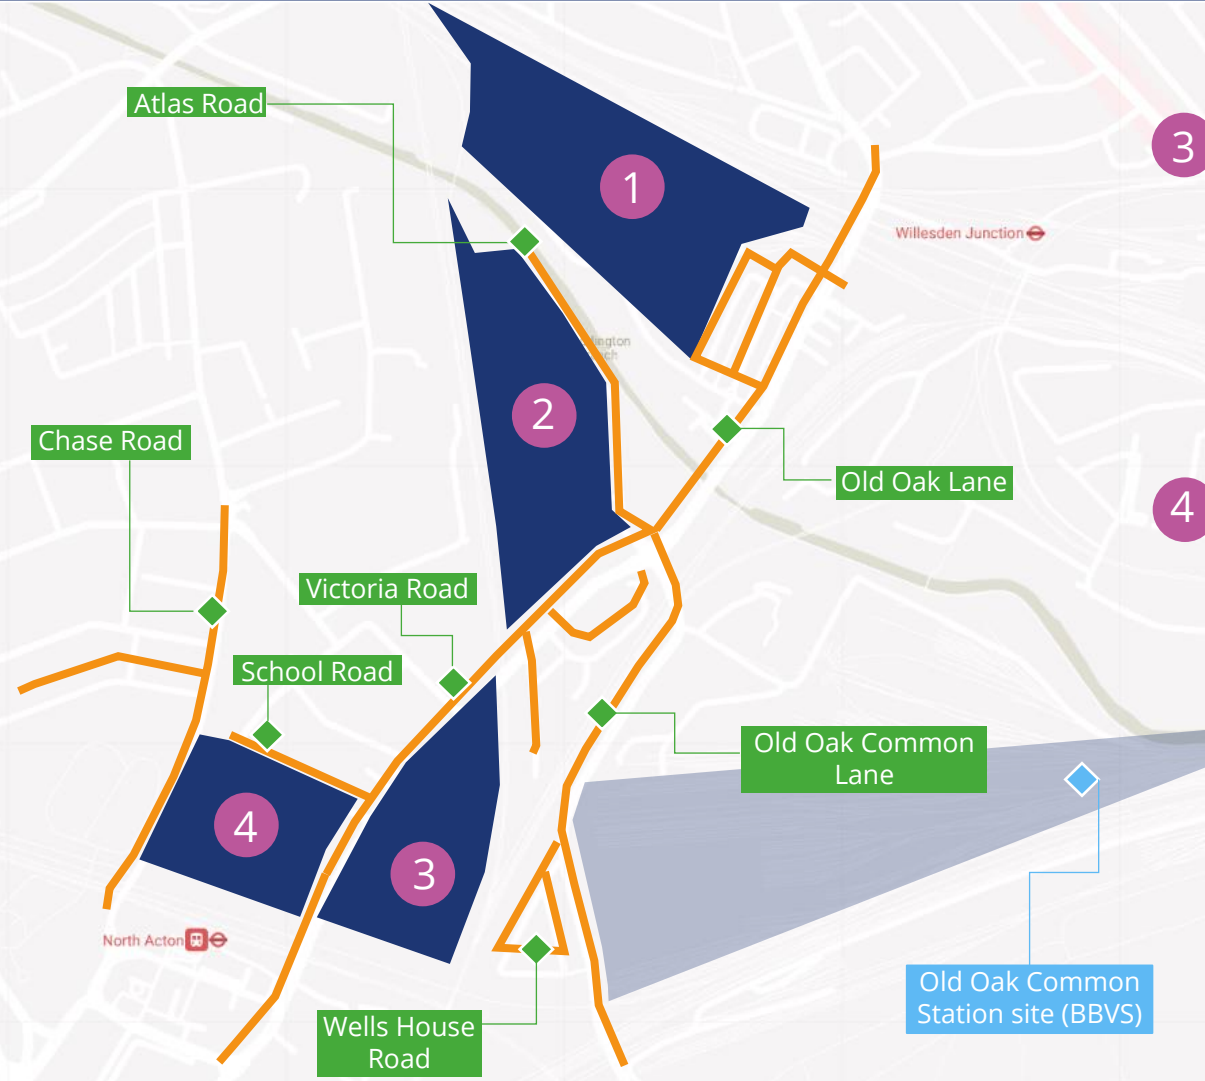 Atlas Road
1
3
Willesden Junction
2
Chase Road
Old Oak Lane
4
Victoria Road
School Road
Old Oak Common
Lane
4
3
North Acton
Old Oak Common
Station site (BBVS)
Wells House
Road